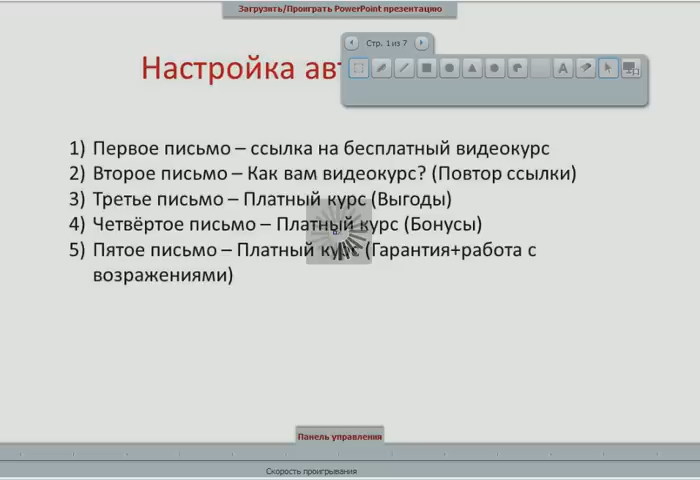 Загрузить/Проиграть PowerPoint презентацию
Стр. 1 из 7
Настройка
A
1) Первое письмо – ссылка на бесплатный видеокурс
2) Второе письмо – Как вам видеокурс? (Повтор ссылки)
3) Третье письмо – Платный курс (Выгоды)
4) Четвёртое письмо – Платный курс (Бонусы)
5) Пятое письмо – Платный курс (Гарантия+работа с
возражениями)
Панель управления
Скорость проигрывания